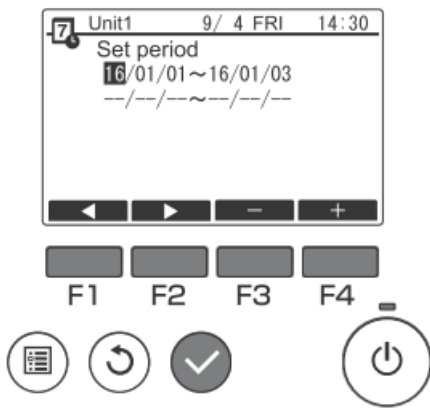 7 Unit1 9/ 4 FRI 14:30
Set period
16/01/01~16/01/03
--/--/--~--/--/--
◀ ▶ − +
F1 F2 F3 F4